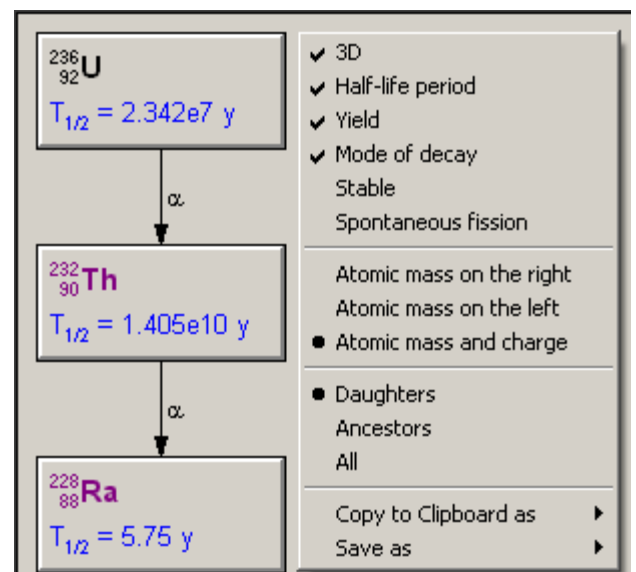 236
92U
T1/2 = 2.342e7 y
α
232
90Th
T1/2 = 1.405e10 y
α
228
88Ra
T1/2 = 5.75 y
3D
Half-life period
Yield
Mode of decay
Stable
Spontaneous fission
Atomic mass on the right
Atomic mass on the left
Atomic mass and charge
Daughters
Ancestors
All
Copy to Clipboard as
Save as